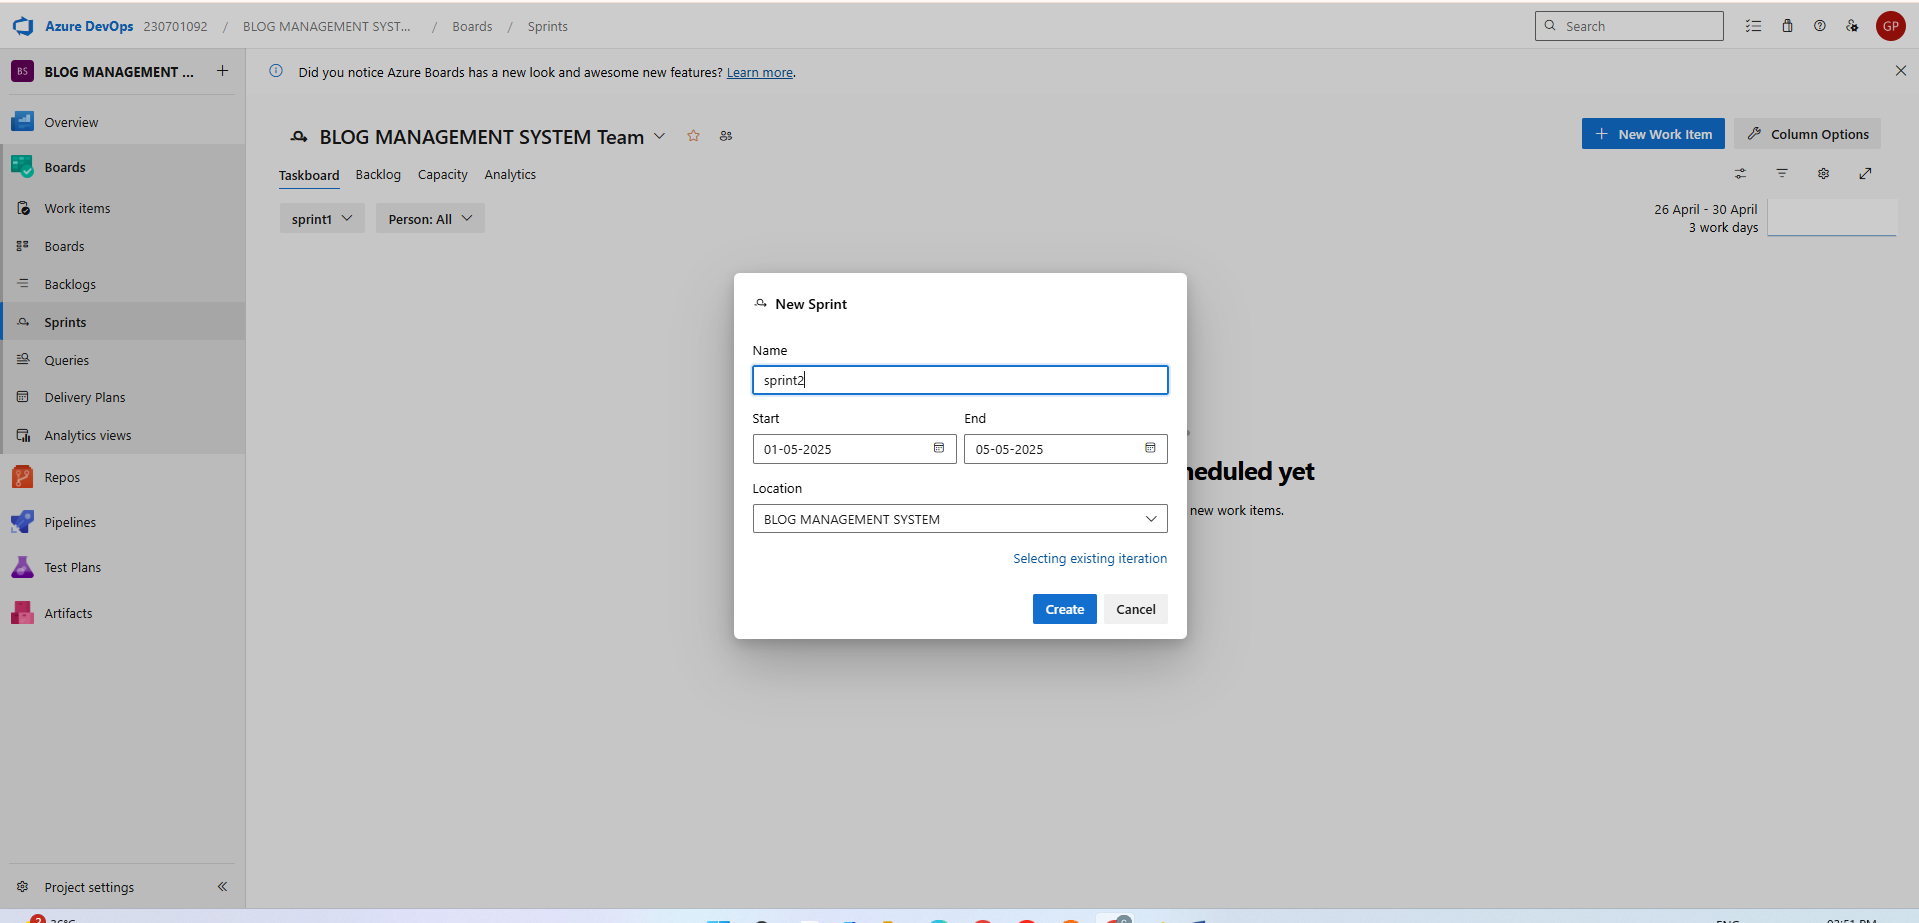 Azure DevOps 230701092 / BLOG MANAGEMENT SYST... / Boards / Sprints
Search
GP
BS BLOG MANAGEMENT ...
Did you notice Azure Boards has a new look and awesome new features? Learn more.
Overview
Boards
Work items
Boards
Backlogs
Sprints
Queries
Delivery Plans
Analytics views
Repos
Pipelines
Test Plans
Artifacts
Project settings
BLOG MANAGEMENT SYSTEM Team
New Work Item
Column Options
Taskboard Backlog Capacity Analytics
sprint1
Person: All
26 April - 30 April
3 work days
New Sprint
Name
sprint2
Start End
01-05-2025 05-05-2025
Location
BLOG MANAGEMENT SYSTEM
Selecting existing iteration
Create Cancel
heduled yet
new work items.